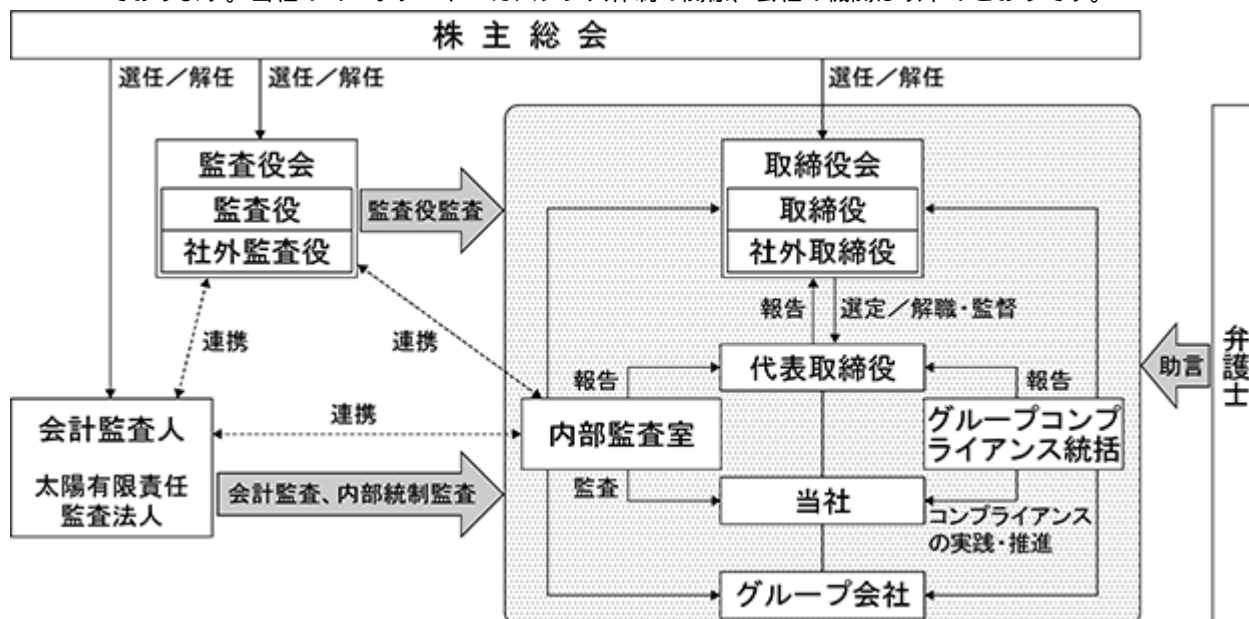 株主総会
選任／解任
選任／解任
選任／解任
監査役会
監査役
社外監査役
監査役監査
取締役会
取締役
社外取締役
報告
選定／解職・監督
連携
連携
代表取締役
報告
報告
助言
弁護士
連携
会計監査人
太陽有限責任
監査法人
内部監査室
グループコンプ
ライアンス統括
会計監査、内部統制監査
監査
当社
コンプライアンス
の実践・推進
グループ会社